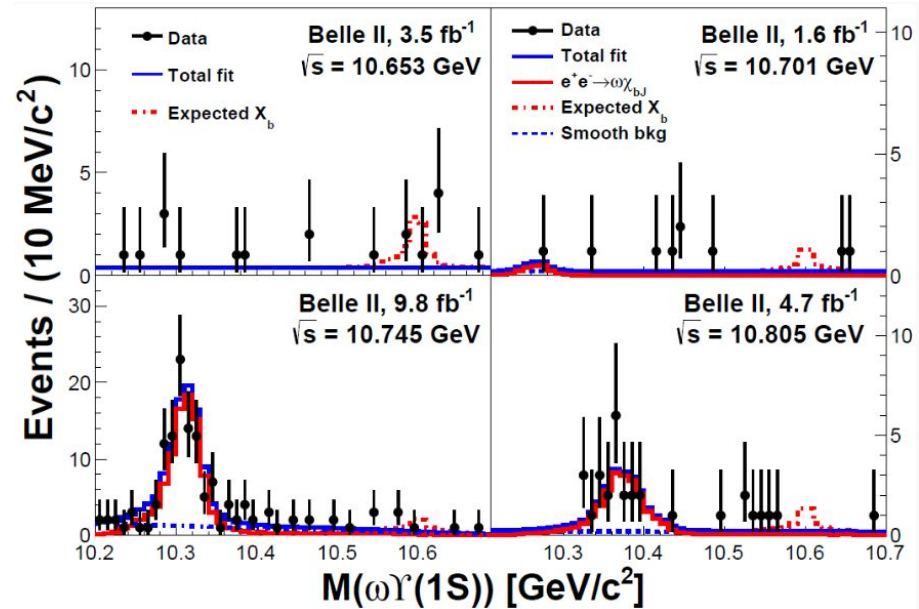 Data
Total fit
Expected X_b
Belle II, 3.5 fb⁻¹
√s = 10.653 GeV
10
5
0
Data
Total fit
e⁺e⁻→ωχ_bJ
Expected X_b
Smooth bkg
Belle II, 1.6 fb⁻¹
√s = 10.701 GeV
10
5
0
Belle II, 9.8 fb⁻¹
√s = 10.745 GeV
30
20
10
0
Belle II, 4.7 fb⁻¹
√s = 10.805 GeV
10
5
0
10.2 10.3 10.4 10.5 10.6 10.3 10.4 10.5 10.6 10.7
Events / (10 MeV/c²)
M(ωΥ(1S)) [GeV/c²]